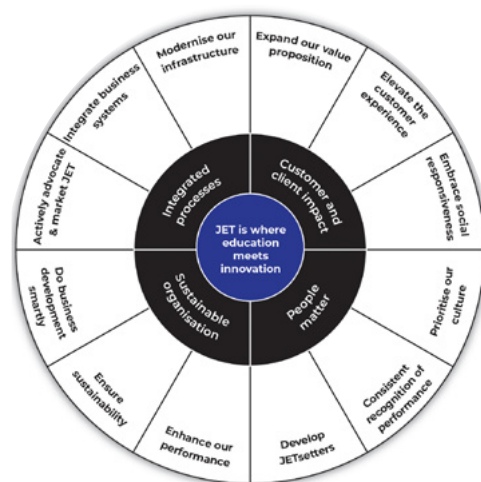 JET is where
education
meets
innovation
Integrated
processes
Customer and
client impact
People
matter
Sustainable
organisation
Expand our value
proposition
Elevate the
customer
experience
Embrace social
responsiveness
Prioritise our
culture
Consistent
recognition of
performance
Develop
JETsetters
Enhance our
performance
Ensure
sustainability
Do business
development
smartly
Actively advocate
& market JET
Integrate business
systems
Modernise our
infrastructure